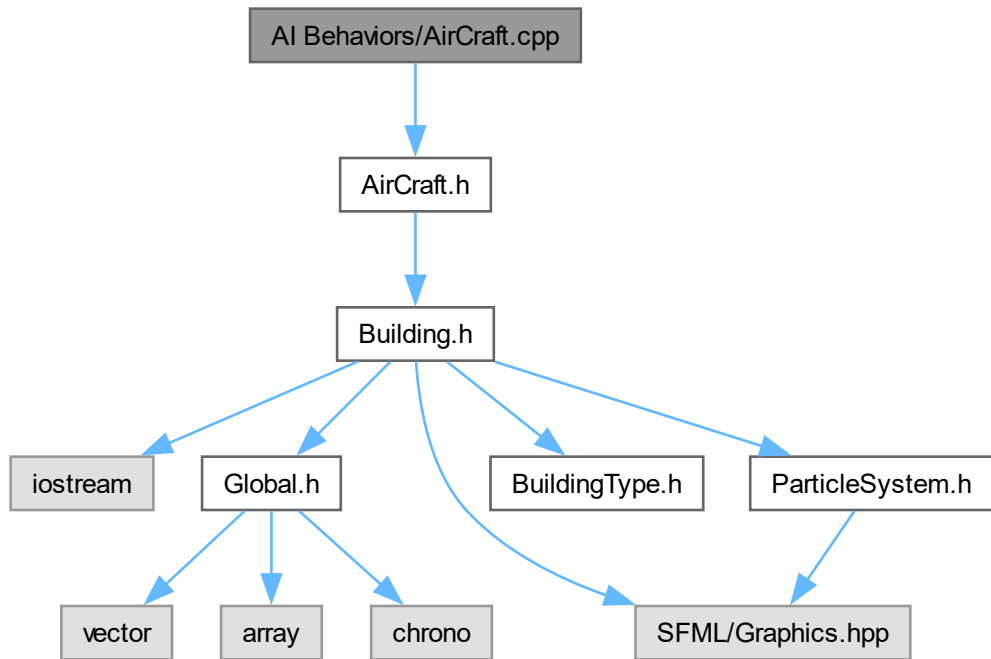 AI Behaviors/AirCraft.cpp
AirCraft.h
Building.h
iostream
Global.h
BuildingType.h
ParticleSystem.h
vector
array
chrono
SFML/Graphics.hpp